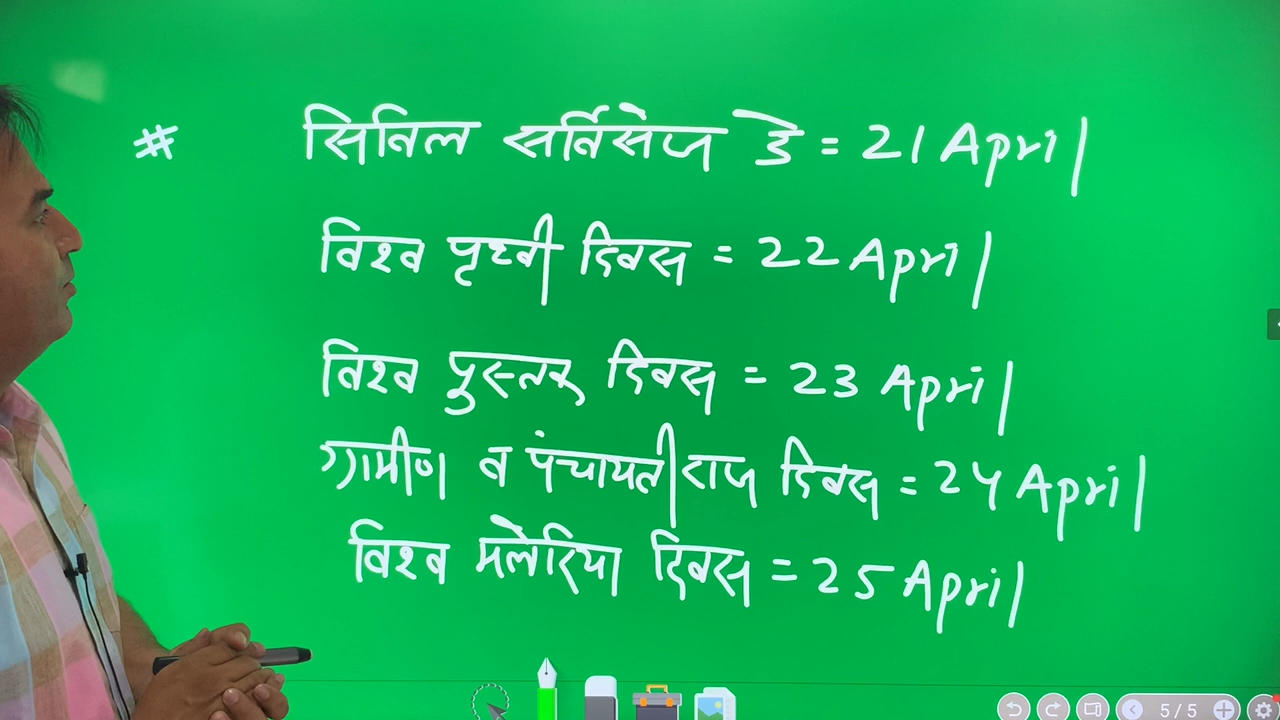 # सिविल सर्विसेज डे = 21 April
विश्व पृथ्वी दिवस = 22 April
विश्व पुस्तक दिवस = 23 April
ग्रामीण व पंचायती राज दिवस = 24 April
विश्व मलेरिया दिवस = 25 April
5/5